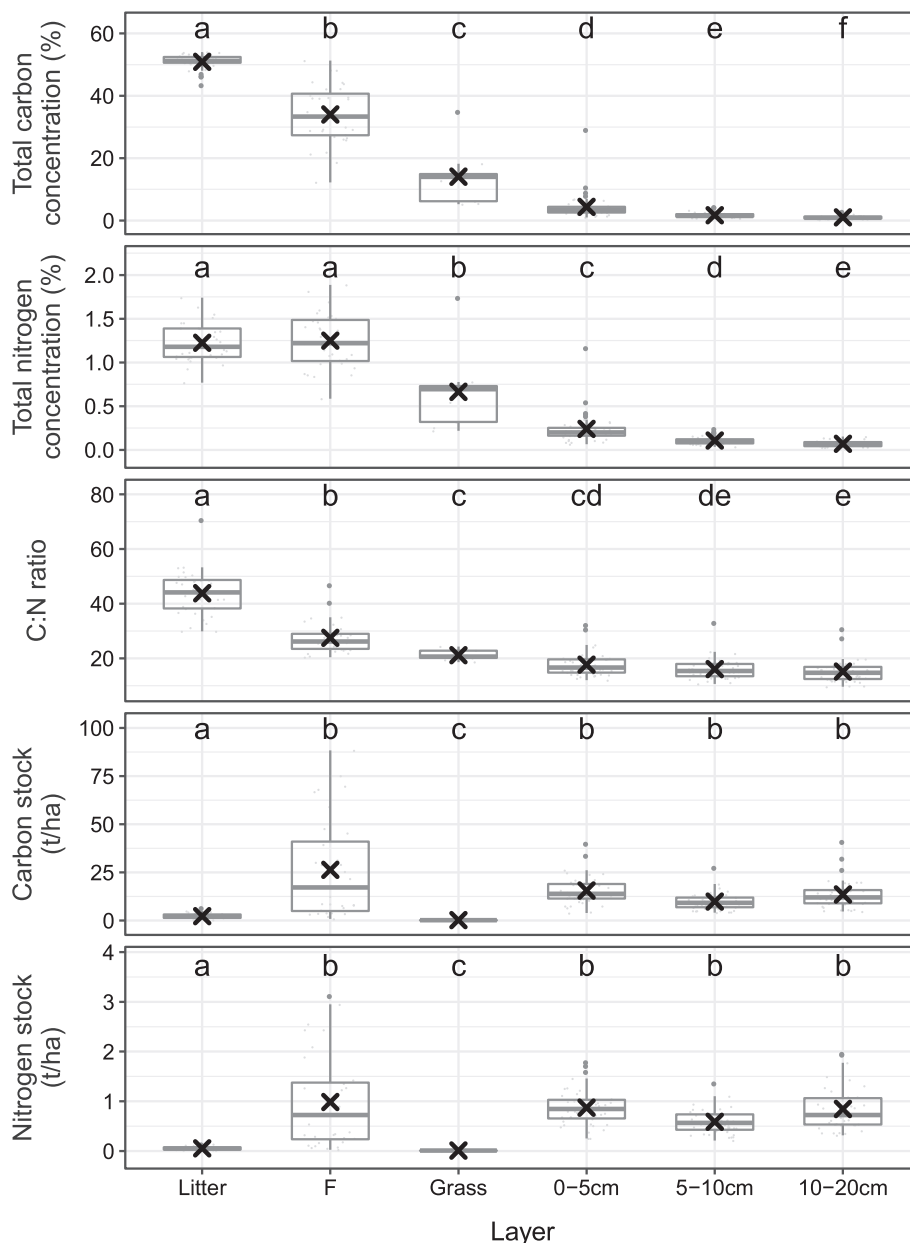 Total carbon
concentration (%)
60
40
20
0
a b c d e f
Total nitrogen
concentration (%)
2.0
1.5
1.0
0.5
0.0
a a b c d e
C:N ratio
80
60
40
20
a b c cd de e
Carbon stock
(t/ha)
100
75
50
25
0
a b c b b b
Nitrogen stock
(t/ha)
4
3
2
1
0
a b c b b b
Litter F Grass 0−5cm 5−10cm 10−20cm
Layer